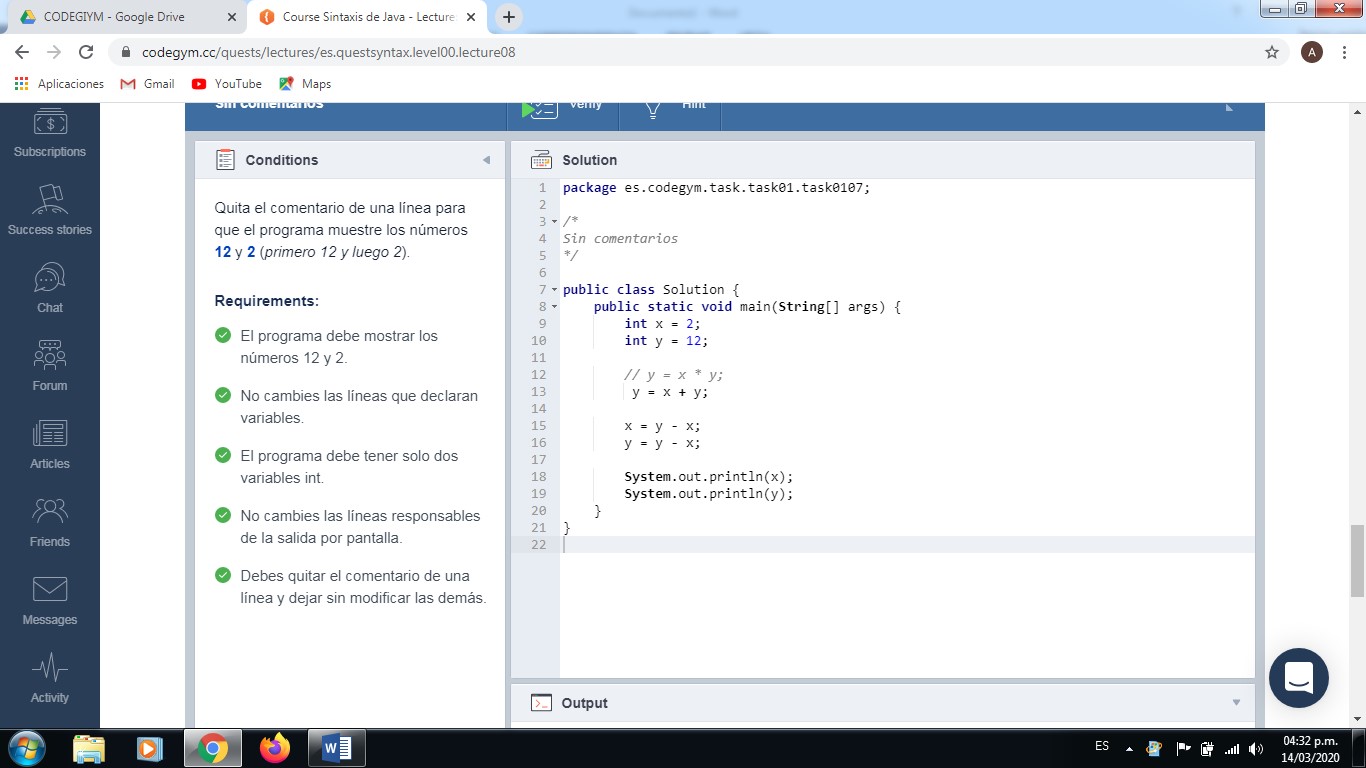 CODEGIYM - Google Drive
Course Sintaxis de Java - Lecture
codegym.cc/quests/lectures/es.questsyntax.level00.lecture08
A
Aplicaciones
Gmail
YouTube
Maps
Sin comentarios
Verify
Hint
Subscriptions
Success stories
Chat
Forum
Articles
Friends
Messages
Activity
Conditions
Quita el comentario de una línea para
que el programa muestre los números
12 y 2 (primero 12 y luego 2).
Requirements:
El programa debe mostrar los
números 12 y 2.
No cambies las líneas que declaran
variables.
El programa debe tener solo dos
variables int.
No cambies las líneas responsables
de la salida por pantalla.
Debes quitar el comentario de una
línea y dejar sin modificar las demás.
Solution
1 package es.codegym.task.task01.task0107;
2
3 /*
4 Sin comentarios
5 */
6
7 public class Solution {
8 public static void main(String[] args) {
9 int x = 2;
10 int y = 12;
11
12 // y = x * y;
13 y = x + y;
14
15 x = y - x;
16 y = y - x;
17
18 System.out.println(x);
19 System.out.println(y);
20 }
21 }
22
Output
W
ES
04:32 p.m.
14/03/2020